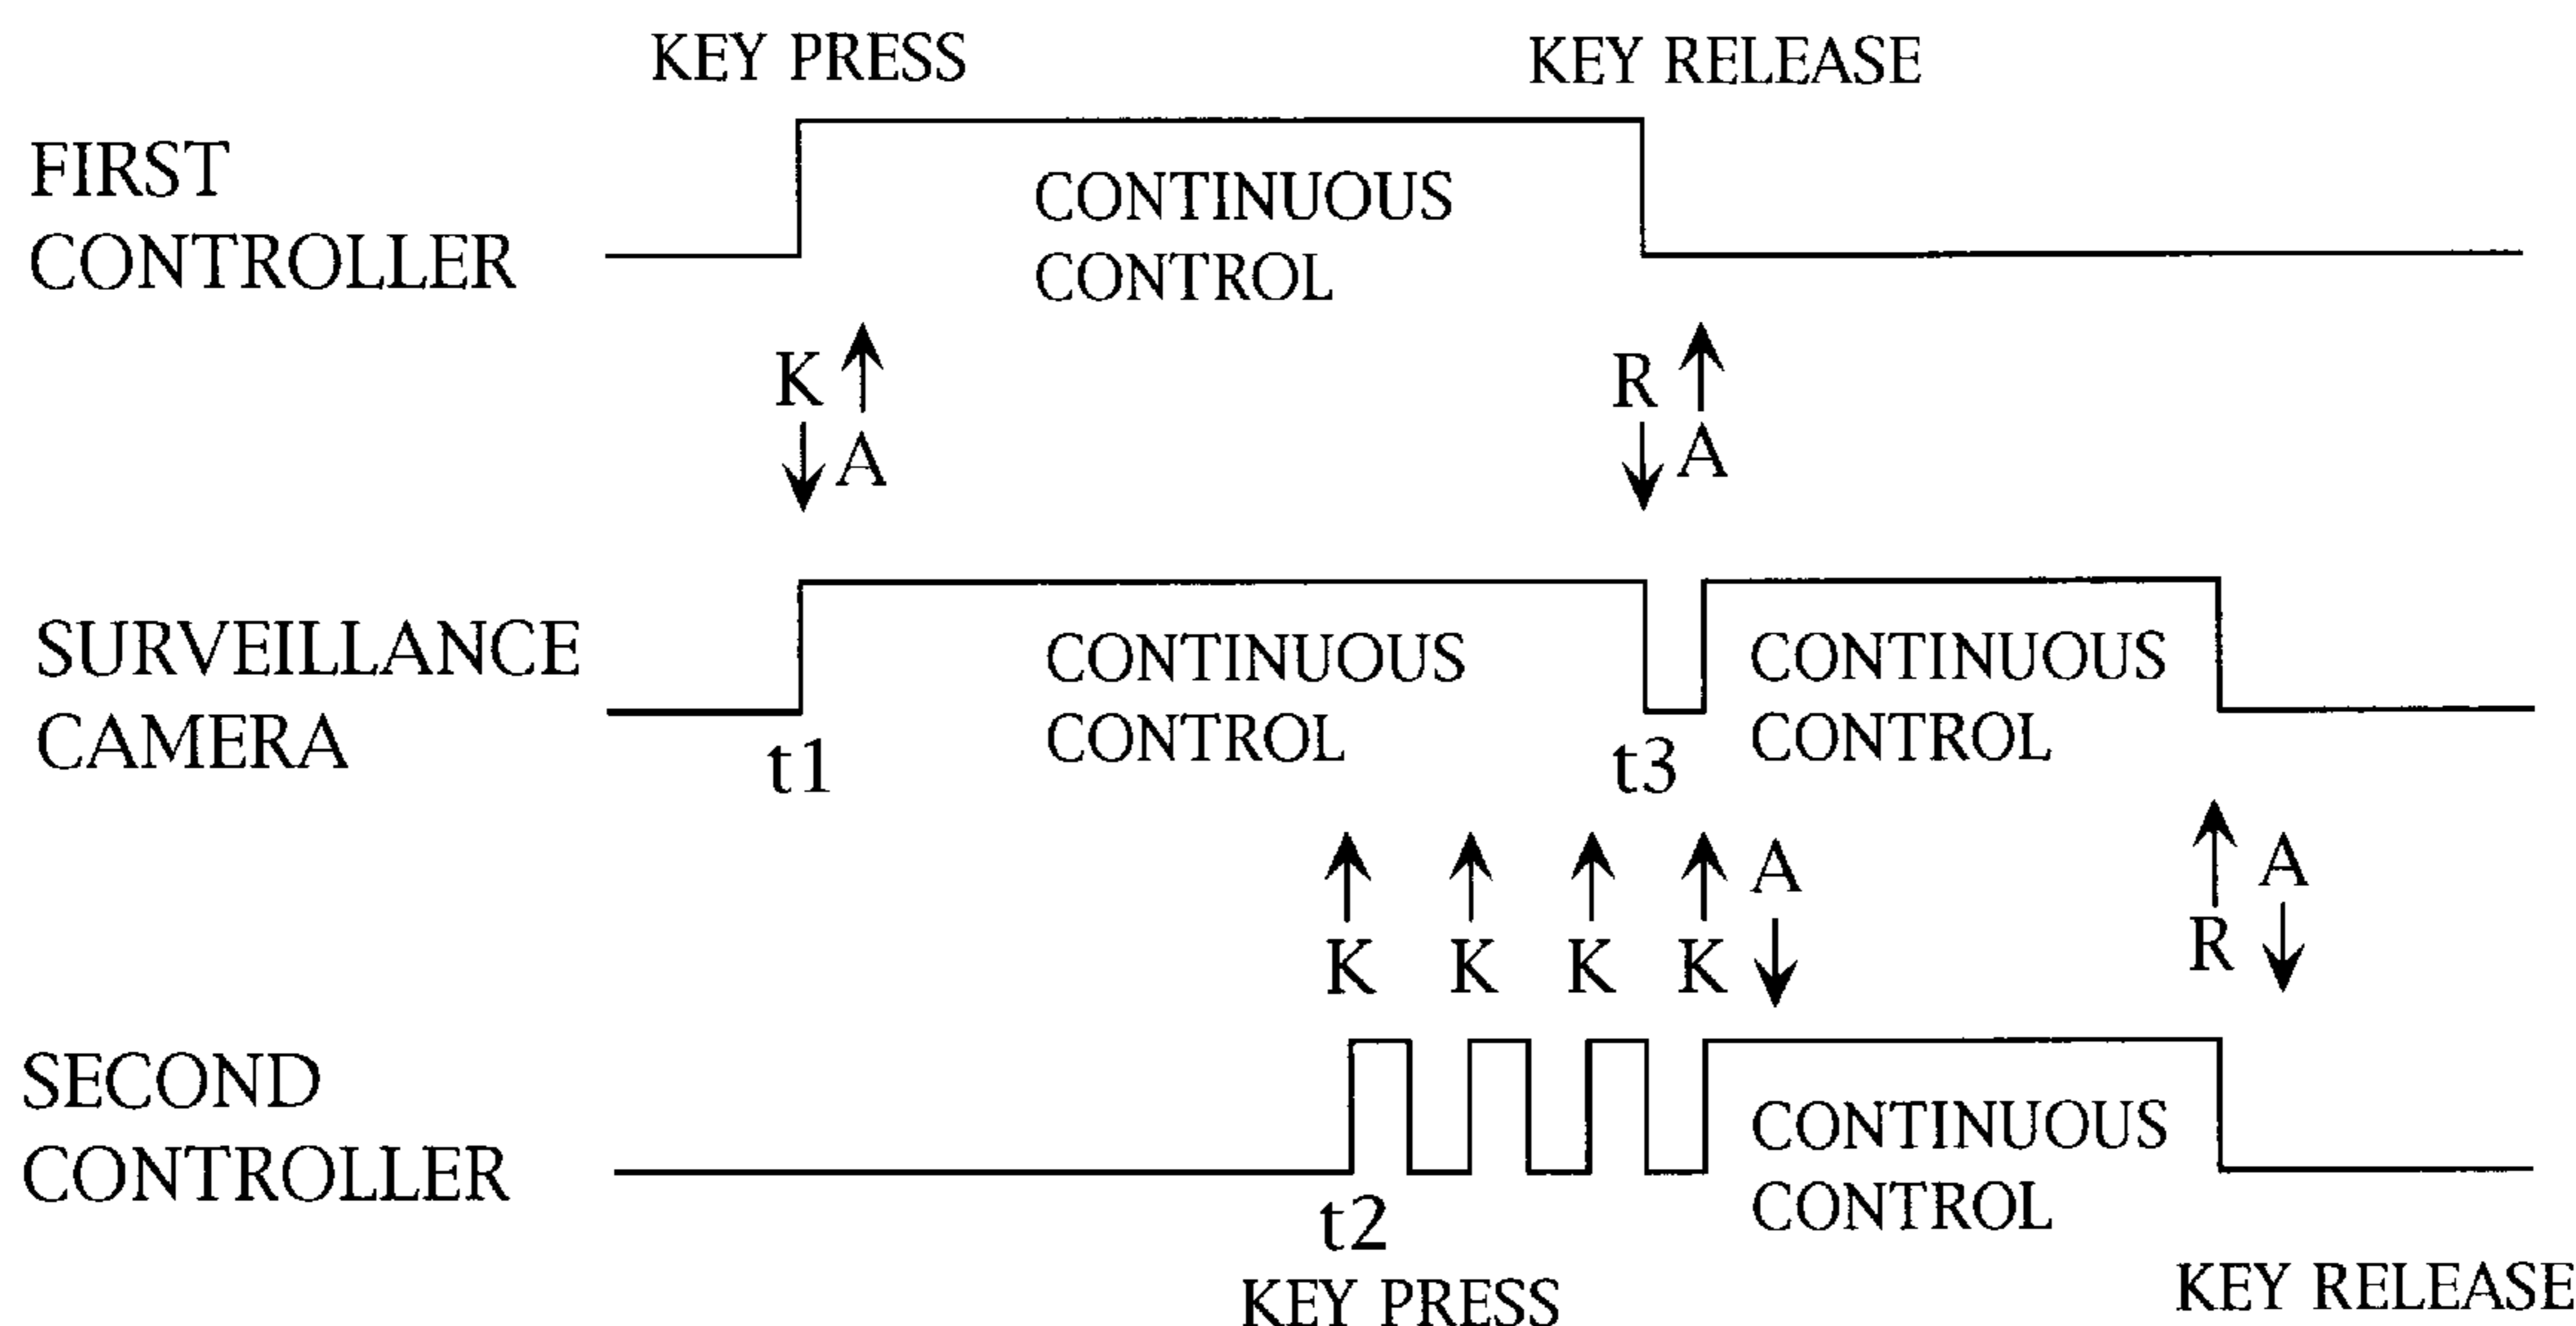 KEY PRESS
KEY RELEASE
FIRST
CONTROLLER
CONTINUOUS
CONTROL
K
A
R
A
SURVEILLANCE
CAMERA
CONTINUOUS
CONTROL
CONTINUOUS
CONTROL
t1
t3
K
K
K
K
A
R
A
SECOND
CONTROLLER
CONTINUOUS
CONTROL
t2
KEY PRESS
KEY RELEASE